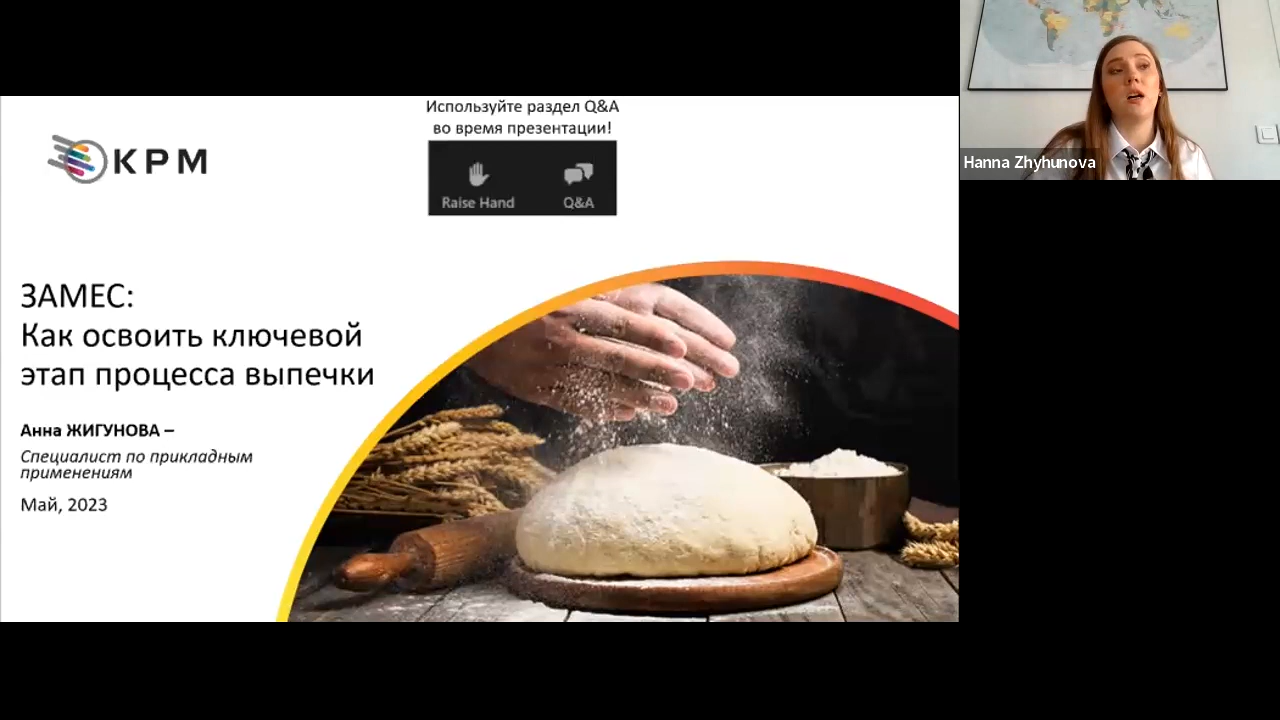 Используйте раздел Q&A
во время презентации!
КРМ
Raise Hand
Q&A
ЗАМЕС:
Как освоить ключевой
этап процесса выпечки
Анна ЖИГУНОВА –
Специалист по прикладным
применениям
Май, 2023
Hanna Zhyhunova